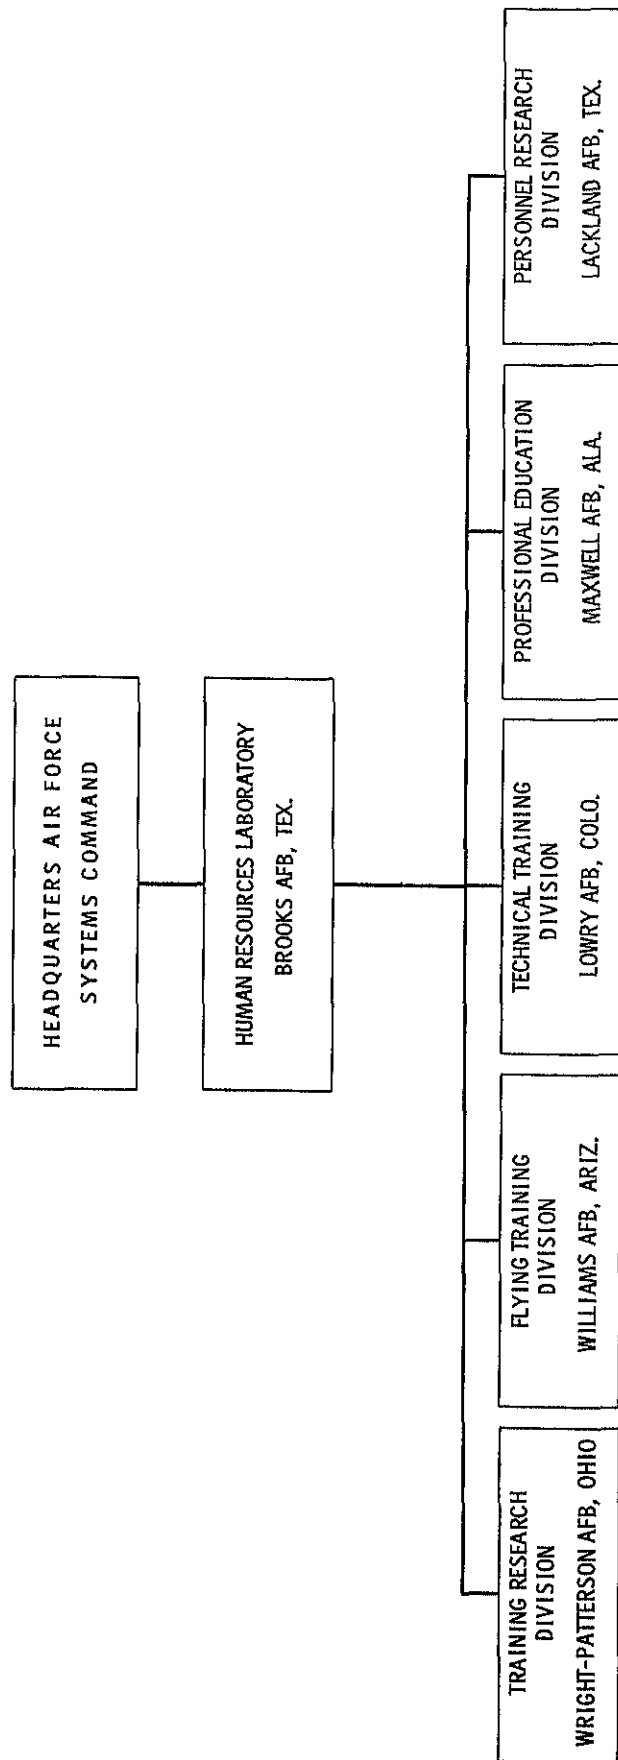 HEADQUARTERS AIR FORCE
SYSTEMS COMMAND
HUMAN RESOURCES LABORATORY
BROOKS AFB, TEX.
TRAINING RESEARCH
DIVISION
WRIGHT-PATTERSON AFB, OHIO
FLYING TRAINING
DIVISION
WILLIAMS AFB, ARIZ.
TECHNICAL TRAINING
DIVISION
LOWRY AFB, COLO.
PROFESSIONAL EDUCATION
DIVISION
MAXWELL AFB, ALA.
PERSONNEL RESEARCH
DIVISION
LACKLAND AFB, TEX.